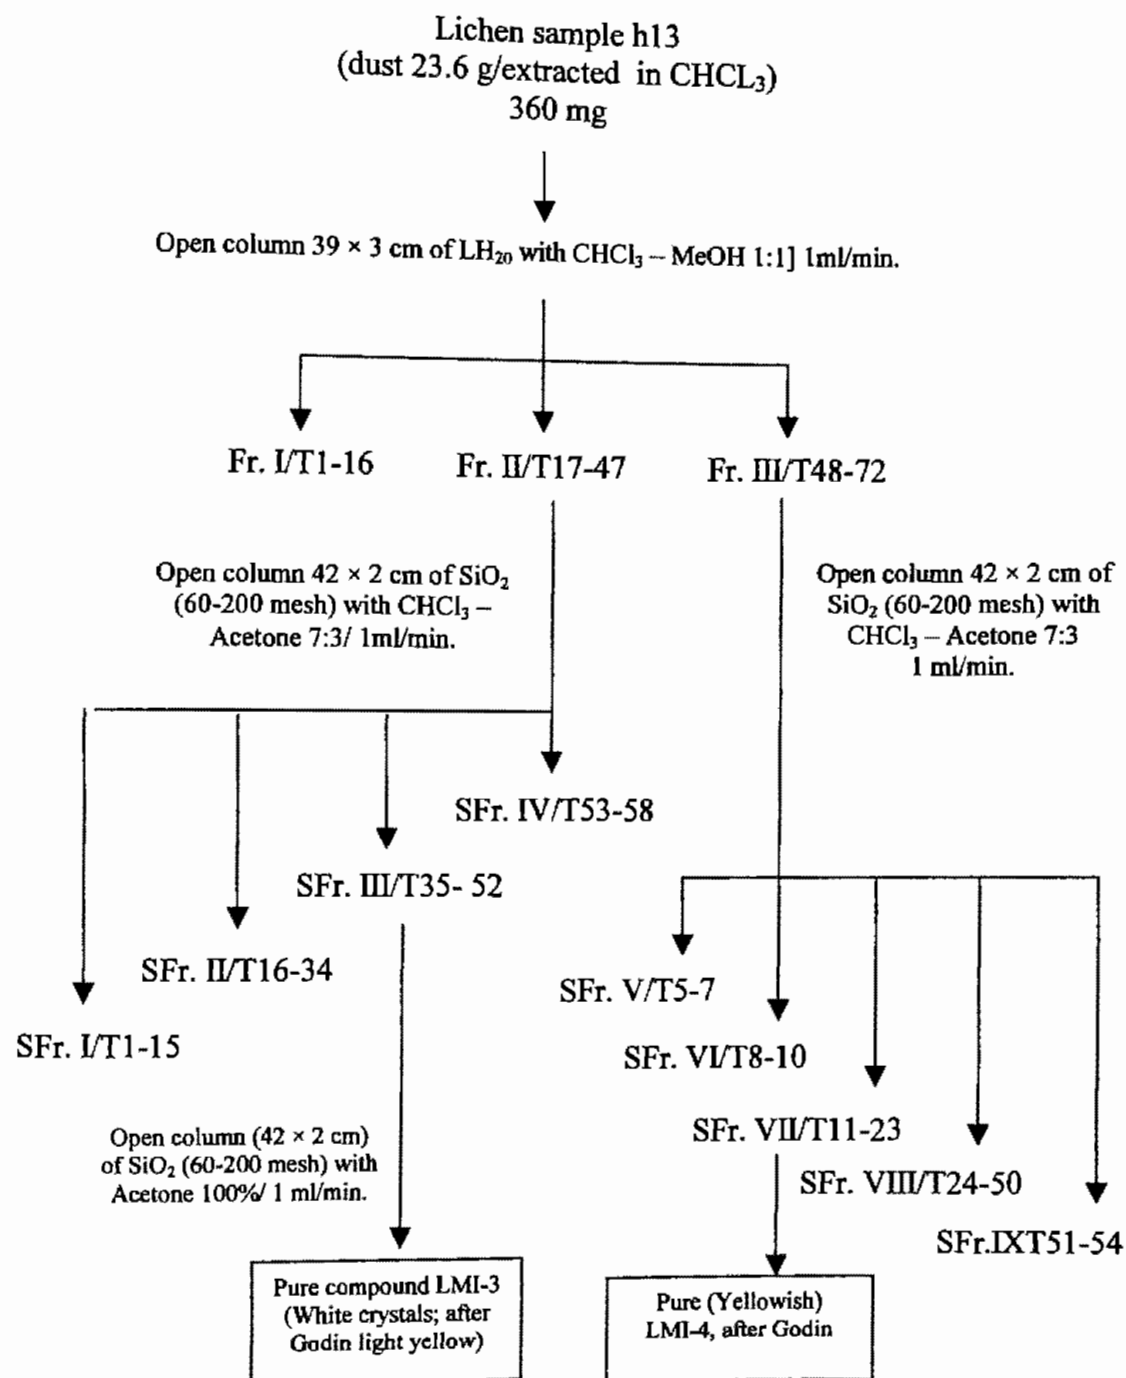 Lichen sample h13
(dust 23.6 g/extracted in CHCL₃)
360 mg
Open column 39 × 3 cm of LH₂₀ with CHCl₃ – MeOH 1:1] 1ml/min.
Fr. I/T1-16
Fr. II/T17-47
Fr. III/T48-72
Open column 42 × 2 cm of SiO₂
(60-200 mesh) with CHCl₃ –
Acetone 7:3/ 1ml/min.
Open column 42 × 2 cm of
SiO₂ (60-200 mesh) with
CHCl₃ – Acetone 7:3
1 ml/min.
SFr. IV/T53-58
SFr. III/T35- 52
SFr. II/T16-34
SFr. I/T1-15
SFr. V/T5-7
SFr. VI/T8-10
SFr. VII/T11-23
SFr. VIII/T24-50
SFr.IXT51-54
Open column (42 × 2 cm)
of SiO₂ (60-200 mesh) with
Acetone 100%/ 1 ml/min.
Pure compound LMI-3
(White crystals; after
Godin light yellow)
Pure (Yellowish)
LMI-4, after Godin